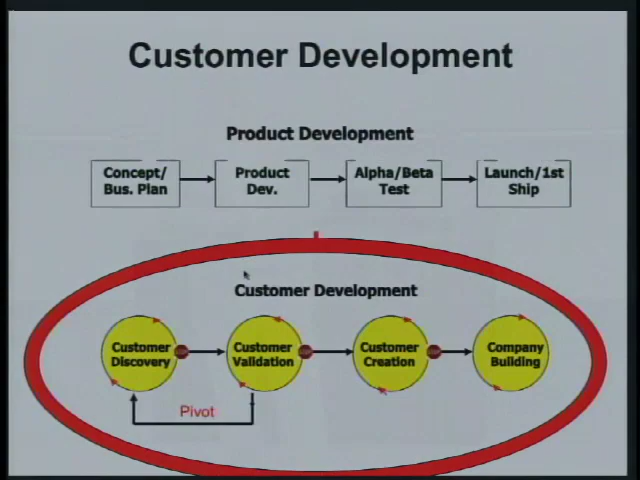 Customer Development
Product Development
Concept/
Bus. Plan
Product
Dev.
Alpha/Beta
Test
Launch/1st
Ship
Customer Development
Customer
Discovery
Customer
Validation
Customer
Creation
Company
Building
Pivot